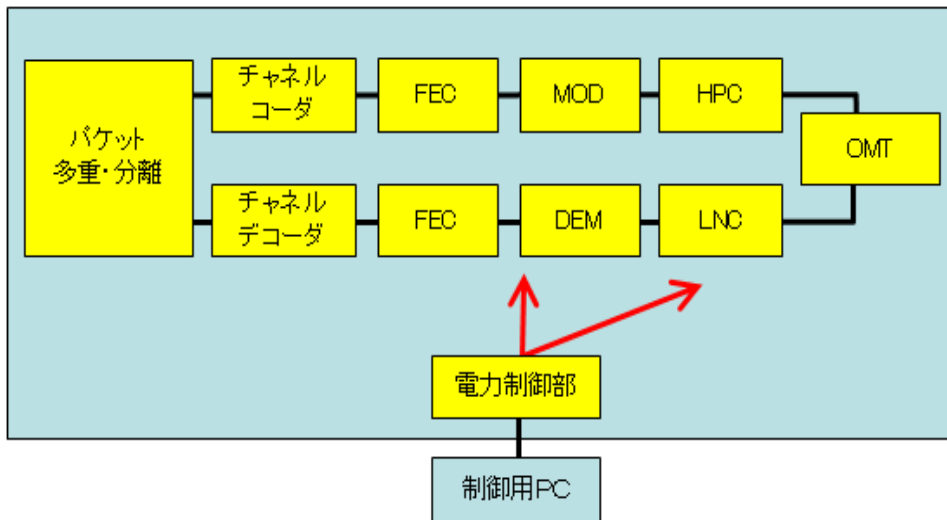 パケット
多重・分離
チャネル
コーダ
FEC
MOD
HPC
OMT
チャネル
デコーダ
FEC
DEM
LNC
電力制御部
制御用PC